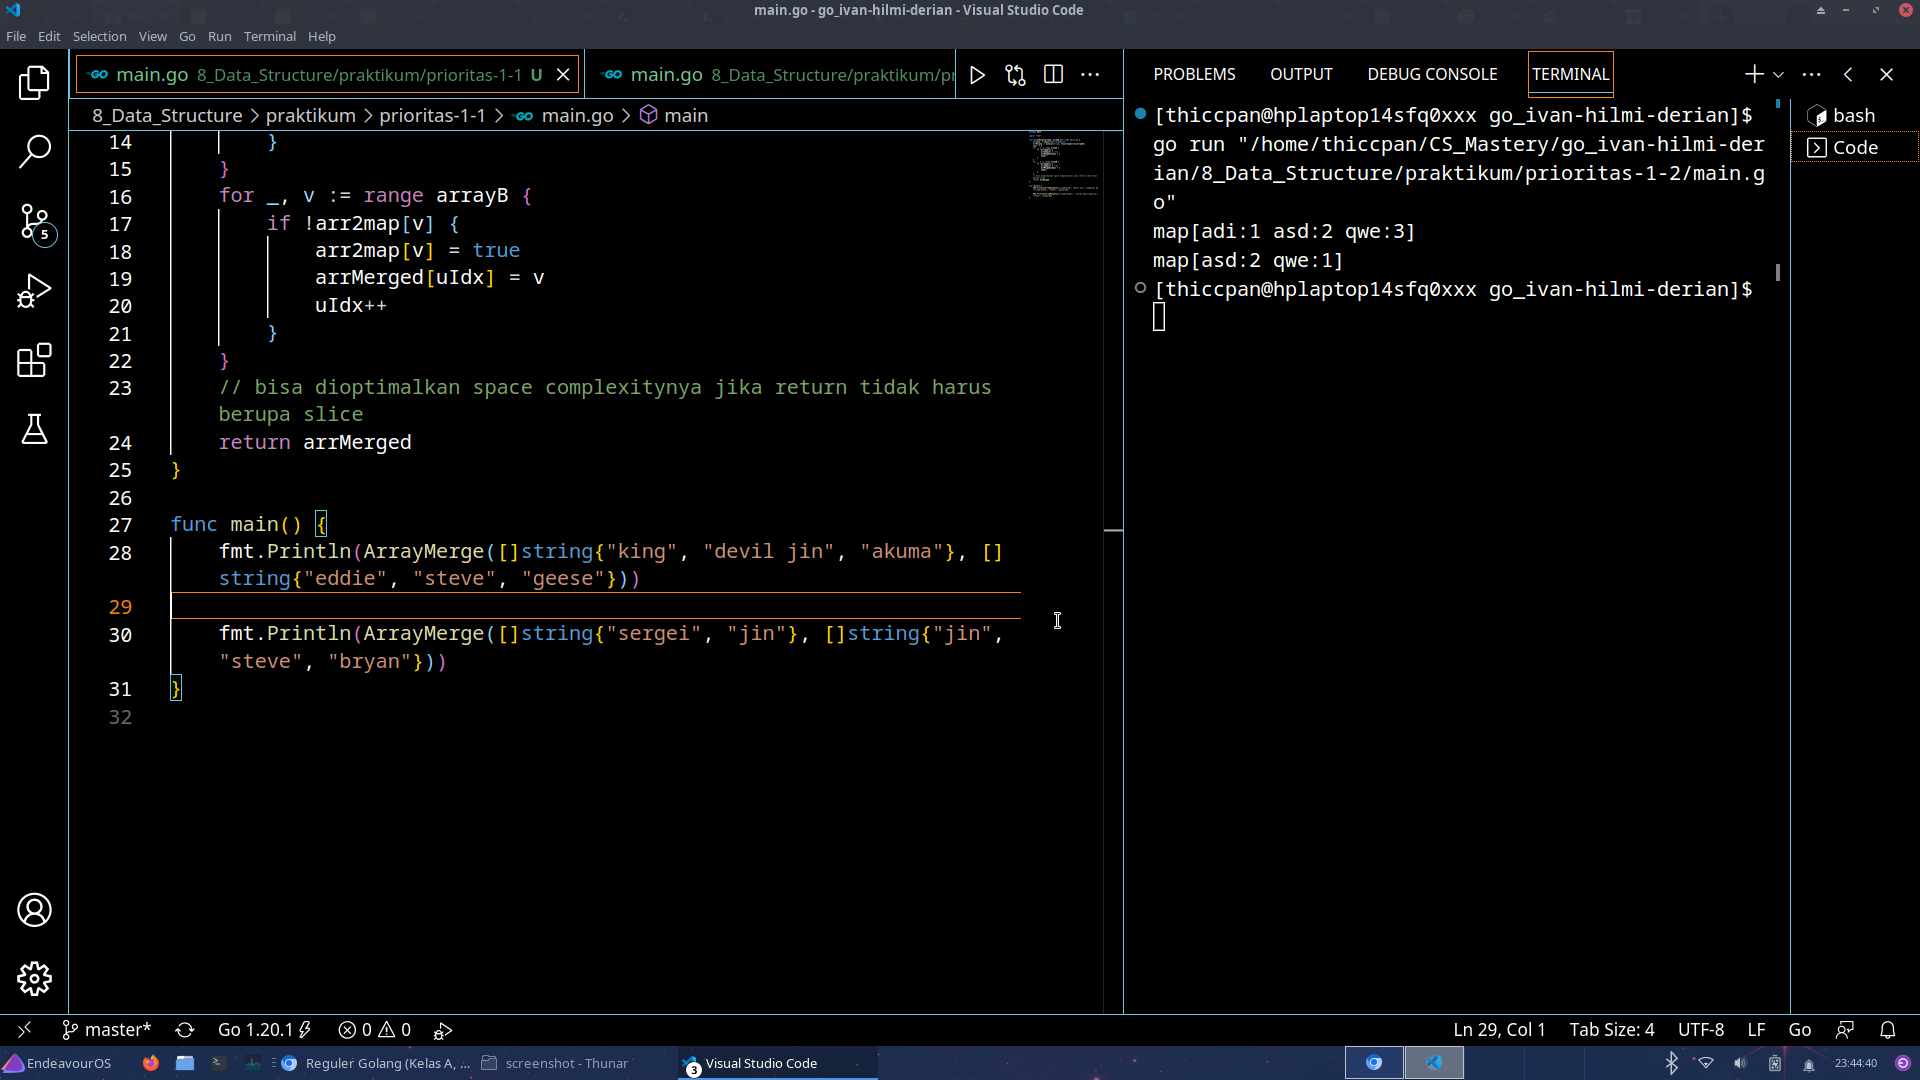 main.go - go_ivan-hilmi-derian - Visual Studio Code
File Edit Selection View Go Run Terminal Help
main.go 8_Data_Structure/praktikum/prioritas-1-1 U
main.go 8_Data_Structure/praktikum/pr
PROBLEMS OUTPUT DEBUG CONSOLE TERMINAL
8_Data_Structure > praktikum > prioritas-1-1 > main.go > main
14 }
15 }
16 for _, v := range arrayB {
17 if !arr2map[v] {
18 arr2map[v] = true
19 arrMerged[uIdx] = v
20 uIdx++
21 }
22 }
23 // bisa dioptimalkan space complexitynya jika return tidak harus
berupa slice
24 return arrMerged
25 }
26
27 func main() {
28 fmt.Println(ArrayMerge([]string{"king", "devil jin", "akuma"}, []
string{"eddie", "steve", "geese"}))
29
30 fmt.Println(ArrayMerge([]string{"sergei", "jin"}, []string{"jin",
"steve", "bryan"}))
31 }
32
[thiccpan@hplaptop14sfq0xxx go_ivan-hilmi-derian]$
go run "/home/thiccpan/CS_Mastery/go_ivan-hilmi-der
ian/8_Data_Structure/praktikum/prioritas-1-2/main.g
o"
map[adi:1 asd:2 qwe:3]
map[asd:2 qwe:1]
[thiccpan@hplaptop14sfq0xxx go_ivan-hilmi-derian]$
bash
Code
5
master* Go 1.20.1 0 0 Ln 29, Col 1 Tab Size: 4 UTF-8 LF Go
EndeavourOS Reguler Golang (Kelas A, ... screenshot - Thunar 3 Visual Studio Code 23:44:40